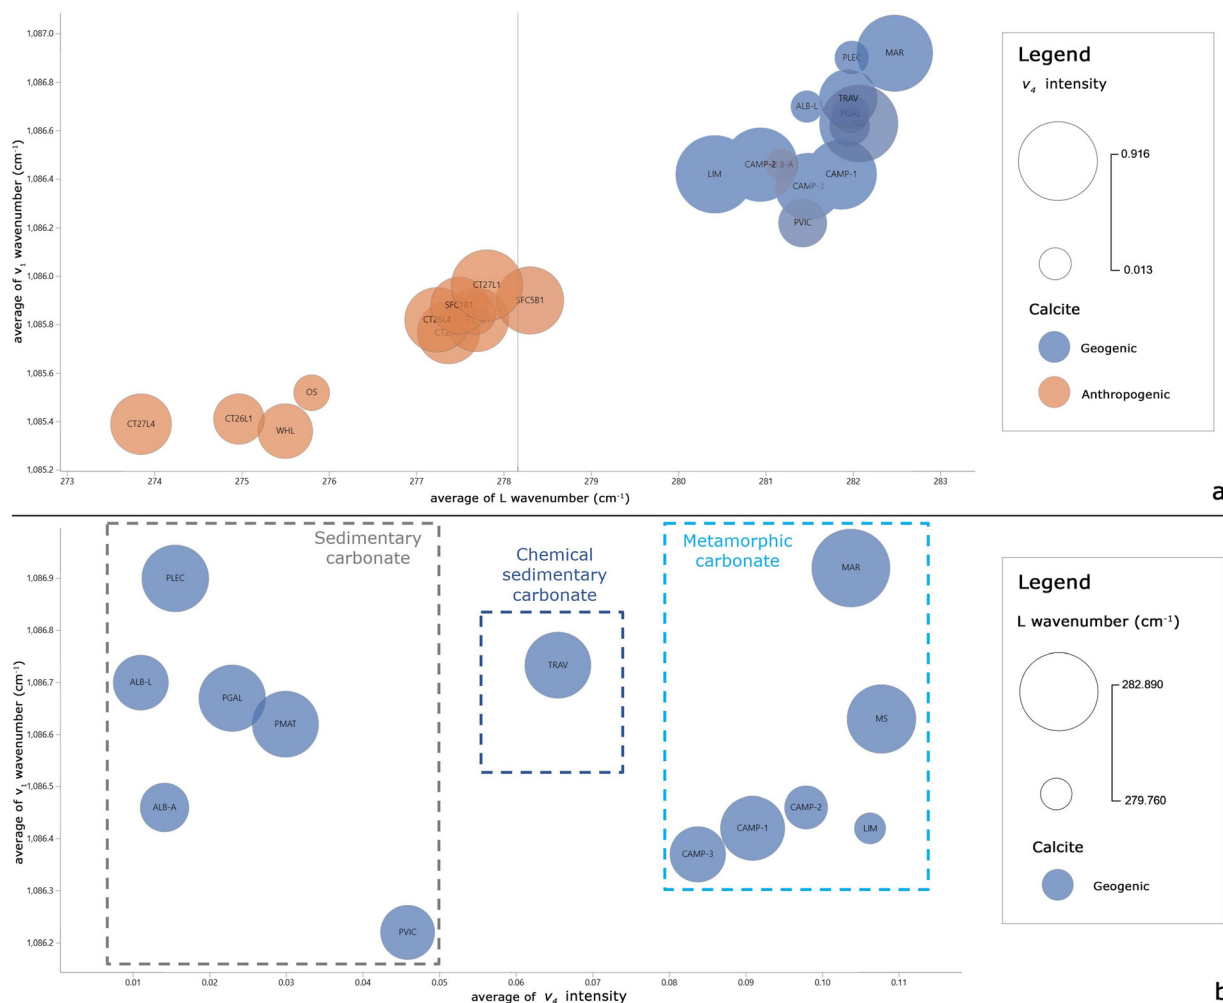 1,087.0
1,086.8
1,086.6
1,086.4
1,086.2
1,086.0
1,085.8
1,085.6
1,085.4
1,085.2
average of v₁ wavenumber (cm⁻¹)
273 274 275 276 277 278 279 280 281 282 283
average of L wavenumber (cm⁻¹)
PLEC
MAR
ALB-L
TRAV
PGAL
LIM
CAMP-2
CAMP-1
CAMP-3
PVIC
CT27L1
SFC1B1
SFC5B1
CT26L4
OS
CT27L4
CT26L1
WHL
Legend
v₄ intensity
0.916
0.013
Calcite
Geogenic
Anthropogenic
a
1,086.9
1,086.8
1,086.7
1,086.6
1,086.5
1,086.4
1,086.3
1,086.2
average of v₁ wavenumber (cm⁻¹)
0.01 0.02 0.03 0.04 0.05 0.06 0.07 0.08 0.09 0.10 0.11
average of v₄ intensity
Sedimentary
carbonate
PLEC
ALB-L
PGAL
PMAT
ALB-A
PVIC
Chemical
sedimentary
carbonate
TRAV
Metamorphic
carbonate
MAR
MS
CAMP-2
CAMP-1
LIM
CAMP-3
Legend
L wavenumber (cm⁻¹)
282.890
279.760
Calcite
Geogenic
b